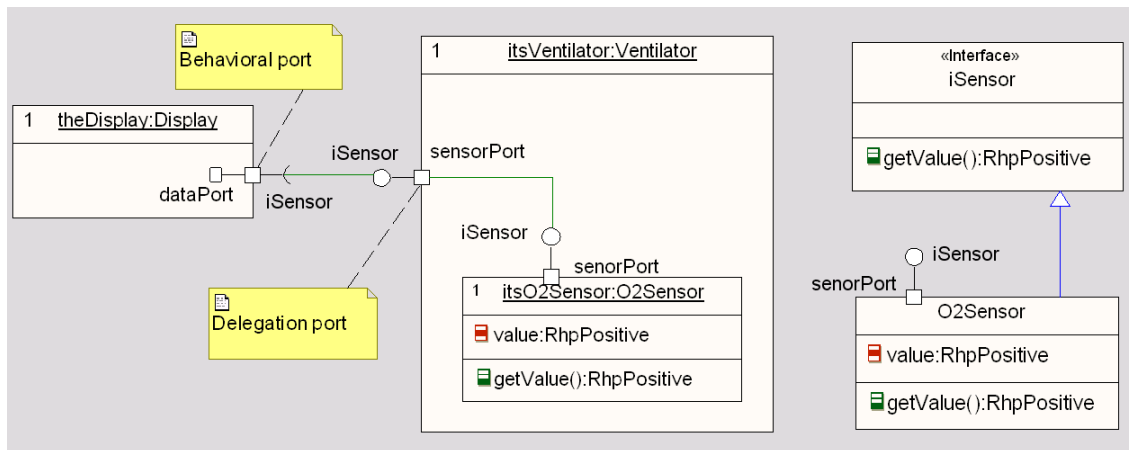 Behavioral port
1 theDisplay:Display
dataPort
iSensor
iSensor
sensorPort
Delegation port
1 itsVentilator:Ventilator
iSensor
senorPort
1 itsO2Sensor:O2Sensor
value:RhpPositive
getValue():RhpPositive
«Interface»
iSensor
getValue():RhpPositive
iSensor
senorPort
O2Sensor
value:RhpPositive
getValue():RhpPositive